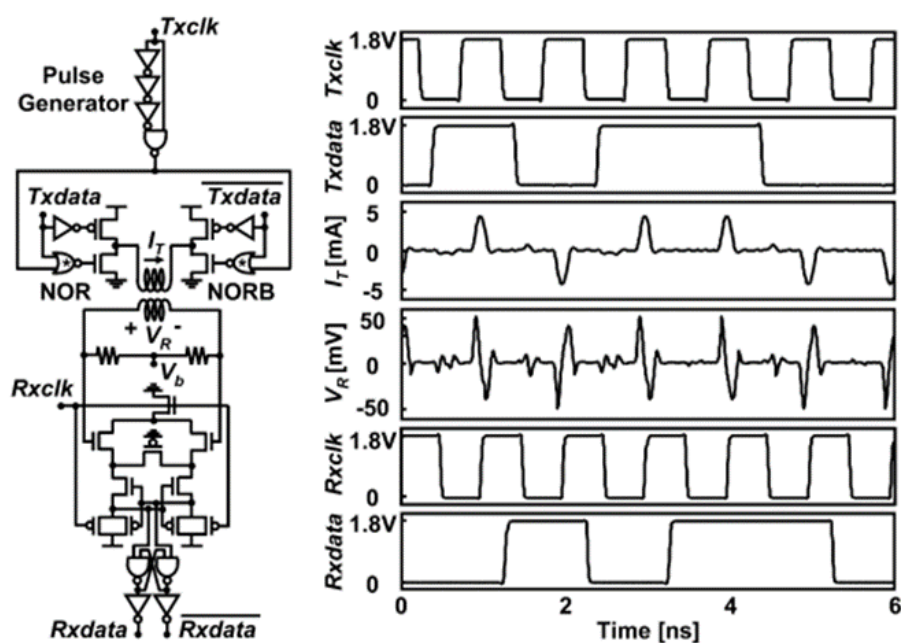 Txclk
Pulse
Generator
Txdata
Txdata
I_T
* *
NOR NORB
+ V_R -
V_b
Rxclk
Rxdata Rxdata
Txclk
1.8V
0
Txdata
1.8V
0
I_T [mA]
5
0
-5
V_R [mV]
50
0
-50
Rxclk
1.8V
0
Rxdata
1.8V
0
0 2 4 6
Time [ns]